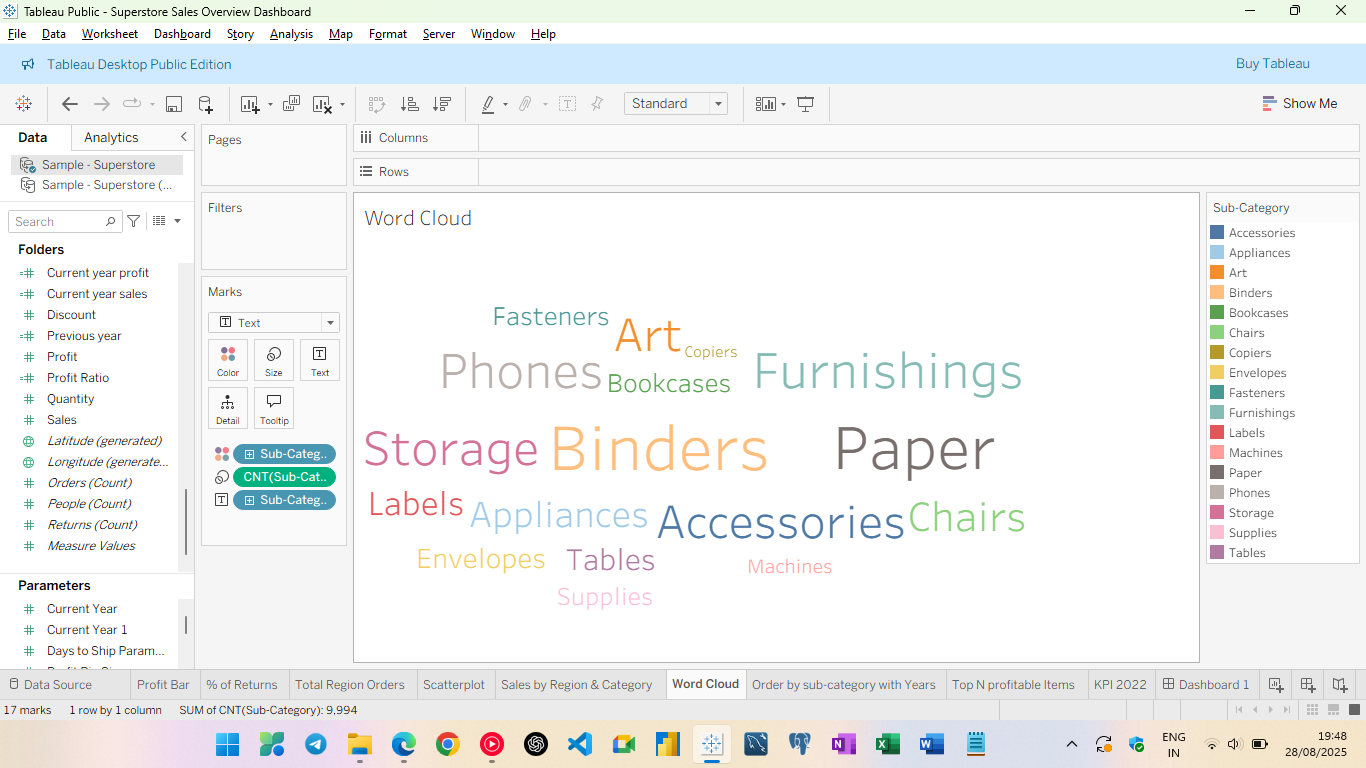 Tableau Public - Superstore Sales Overview Dashboard
File Data Worksheet Dashboard Story Analysis Map Format Server Window Help
Tableau Desktop Public Edition
Buy Tableau
Standard
Show Me
Data Analytics
Sample - Superstore
Sample - Superstore (...
Search
Folders
Current year profit
Current year sales
Discount
Previous year
Profit
Profit Ratio
Quantity
Sales
Latitude (generated)
Longitude (generate...
Orders (Count)
People (Count)
Returns (Count)
Measure Values
Parameters
Current Year
Current Year 1
Days to Ship Param...
Pages
Filters
Marks
Text
Color Size Text
Detail Tooltip
Sub-Categ..
CNT(Sub-Cat..
Sub-Categ..
Columns
Rows
Word Cloud
Fasteners
Art
Copiers
Phones
Bookcases
Furnishings
Storage
Binders
Paper
Labels
Appliances
Accessories
Chairs
Envelopes
Tables
Machines
Supplies
Sub-Category
Accessories
Appliances
Art
Binders
Bookcases
Chairs
Copiers
Envelopes
Fasteners
Furnishings
Labels
Machines
Paper
Phones
Storage
Supplies
Tables
Data Source Profit Bar % of Returns Total Region Orders Scatterplot Sales by Region & Category Word Cloud Order by sub-category with Years Top N profitable Items KPI 2022 Dashboard 1
17 marks 1 row by 1 column SUM of CNT(Sub-Category): 9,994
ENG
IN
19:48
28/08/2025